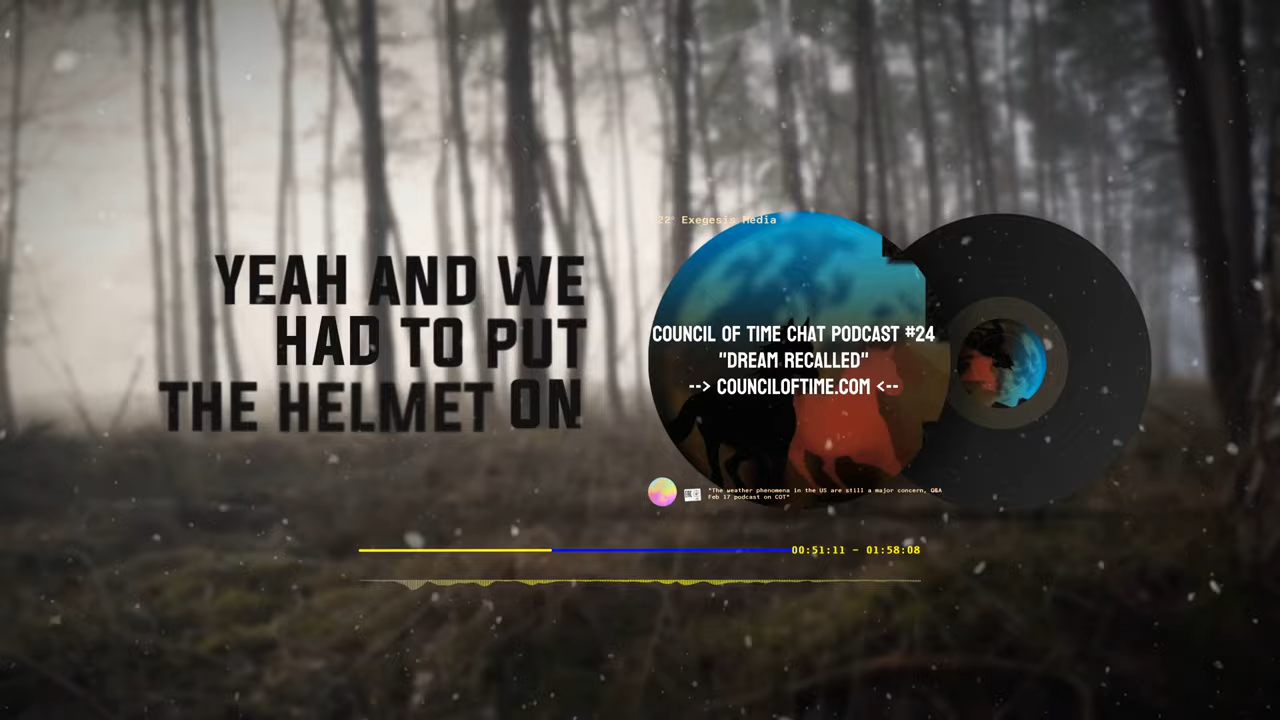 YEAH AND WE
HAD TO PUT
THE HELMET ON
22° Exegesis Media
COUNCIL OF TIME CHAT PODCAST #24
"DREAM RECALLED"
--> COUNCILOFTIME.COM <--
"The weather phenomena in the US are still a major concern, Q&A
Feb 17 podcast on COT"
00:51:11 - 01:58:08